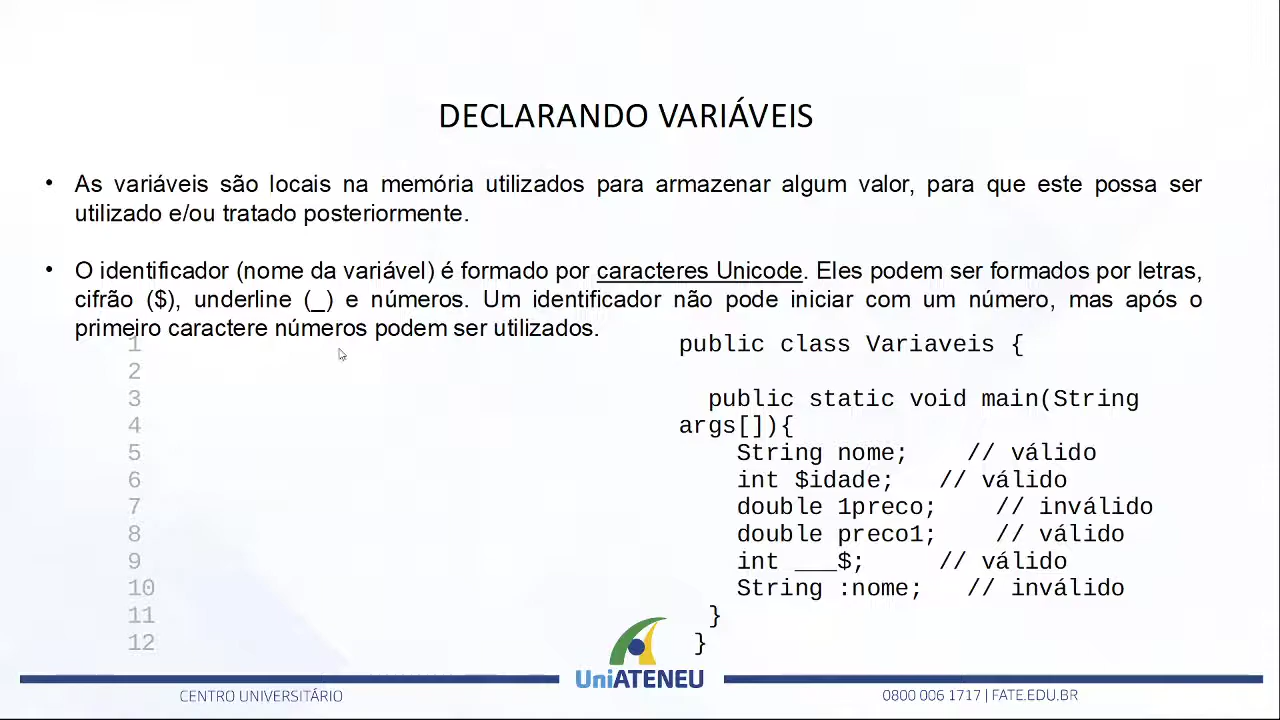 DECLARANDO VARIÁVEIS
• As variáveis são locais na memória utilizados para armazenar algum valor, para que este possa ser
utilizado e/ou tratado posteriormente.
• O identificador (nome da variável) é formado por caracteres Unicode. Eles podem ser formados por letras,
cifrão ($), underline (_) e números. Um identificador não pode iniciar com um número, mas após o
primeiro caractere números podem ser utilizados.
1
2
3
4
5
6
7
8
9
10
11
12
public class Variaveis {
public static void main(String
args[]){
String nome; // válido
int $idade; // válido
double 1preco; // inválido
double preco1; // válido
int ___$; // válido
String :nome; // inválido
}
}
UniATENEU
CENTRO UNIVERSITÁRIO
0800 006 1717 | FATE.EDU.BR